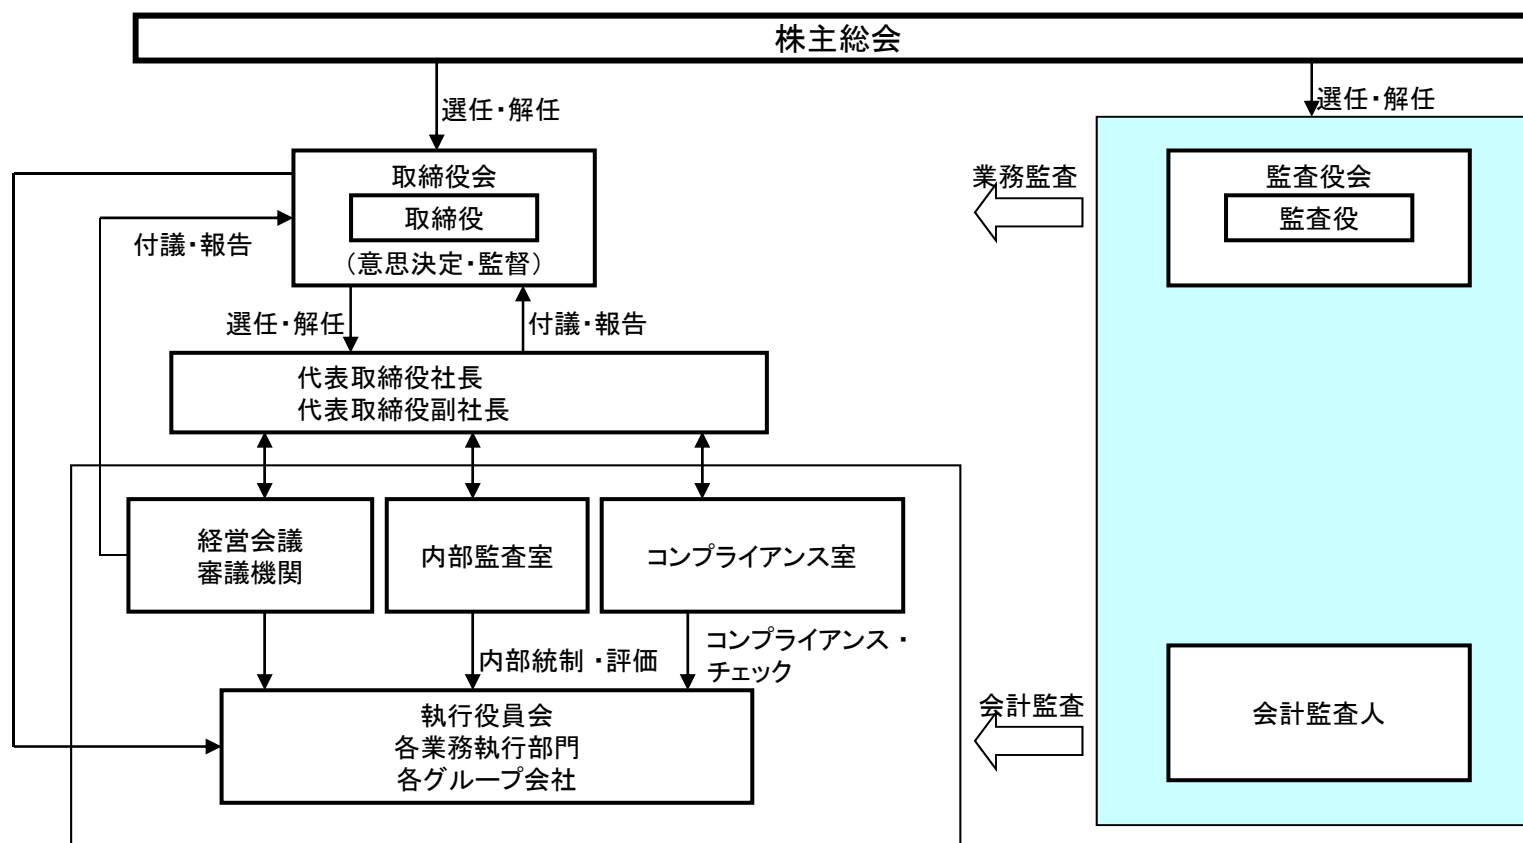 株主総会
選任・解任
選任・解任
取締役会
取締役
（意思決定・監督）
業務監査
監査役会
監査役
付議・報告
選任・解任
付議・報告
代表取締役社長
代表取締役副社長
経営会議
審議機関
内部監査室
コンプライアンス室
内部統制・評価
コンプライアンス・
チェック
執行役員会
各業務執行部門
各グループ会社
会計監査
会計監査人